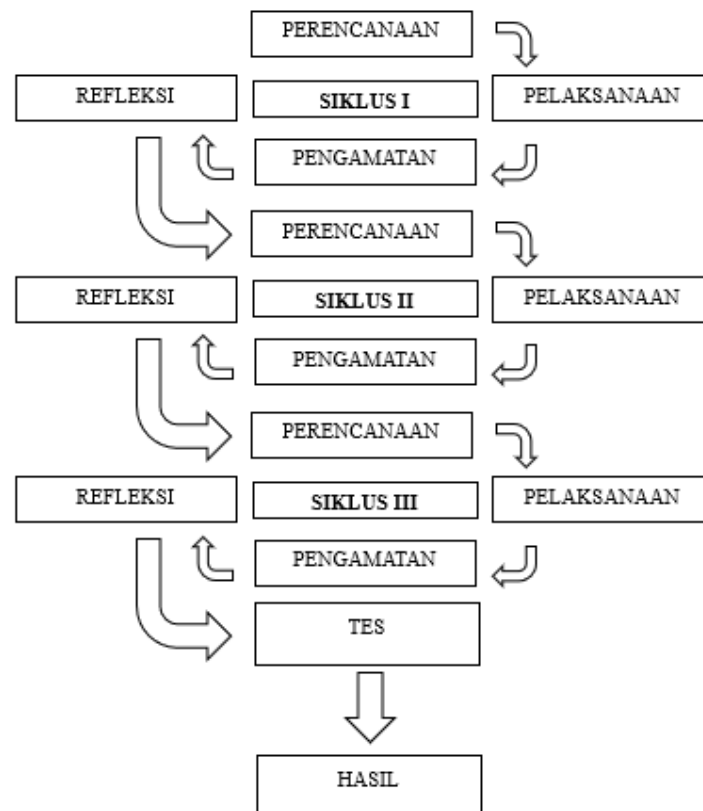 PERENCANAAN
REFLEKSI
SIKLUS I
PELAKSANAAN
PENGAMATAN
PERENCANAAN
REFLEKSI
SIKLUS II
PELAKSANAAN
PENGAMATAN
PERENCANAAN
REFLEKSI
SIKLUS III
PELAKSANAAN
PENGAMATAN
TES
HASIL